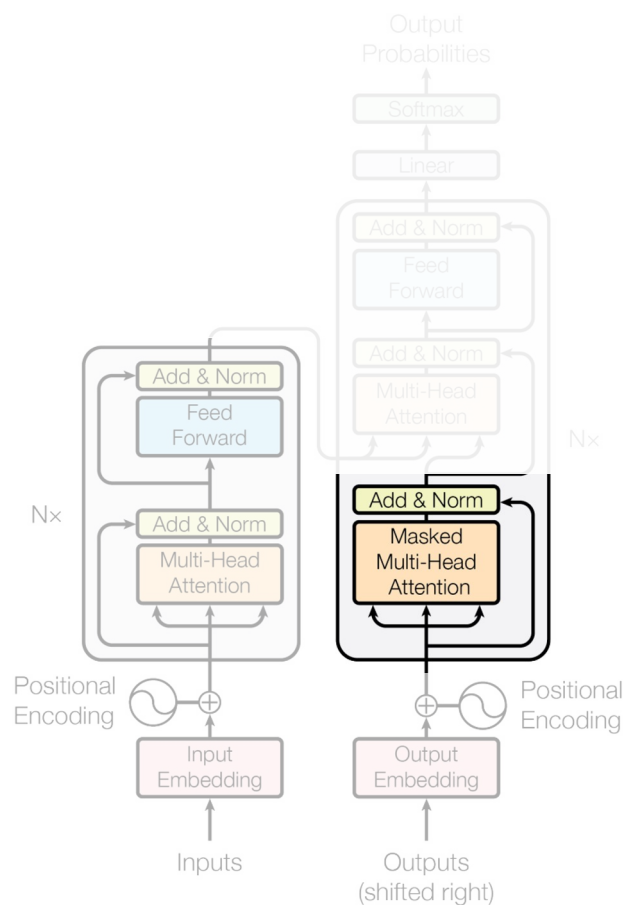 Output
Probabilities
Softmax
Linear
Add & Norm
Feed
Forward
Add & Norm
Multi-Head
Attention
N×
Add & Norm
Masked
Multi-Head
Attention
Add & Norm
Feed
Forward
N×
Add & Norm
Multi-Head
Attention
Positional
Encoding
Positional
Encoding
Input
Embedding
Output
Embedding
Inputs
Outputs
(shifted right)